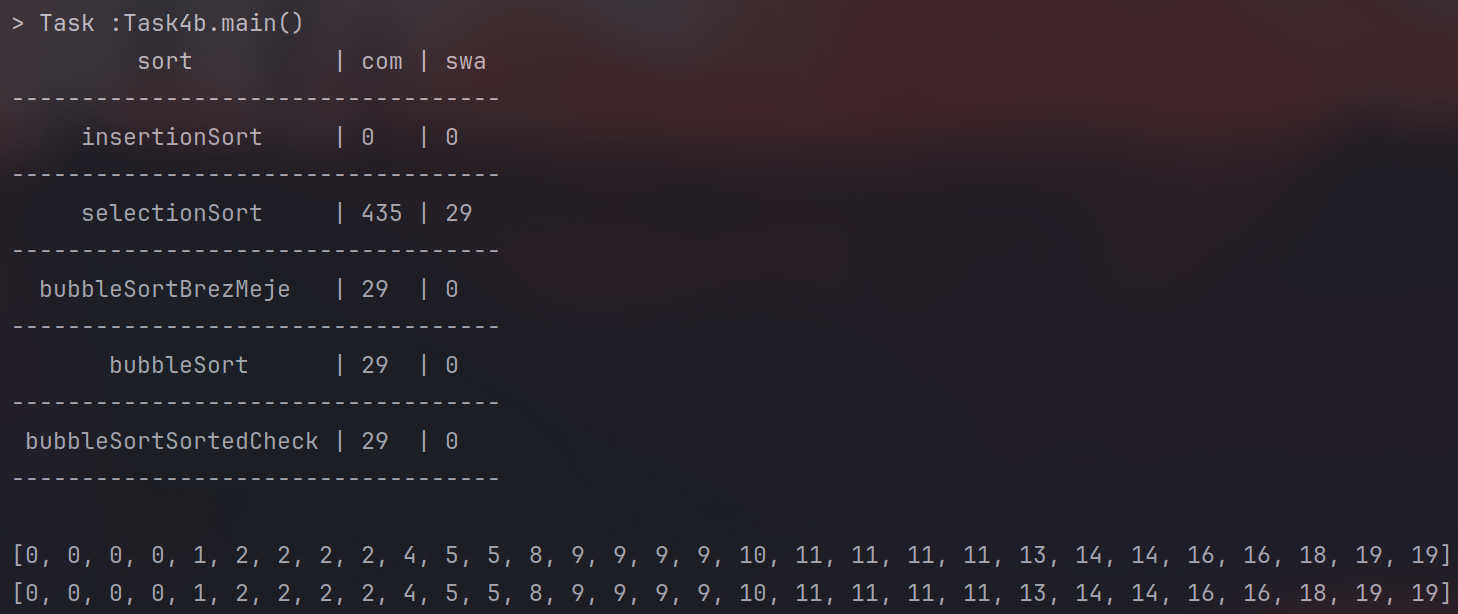 > Task :Task4b.main()
         sort          | com | swa
-----------------------------------
     insertionSort     | 0   | 0
-----------------------------------
     selectionSort     | 435 | 29
-----------------------------------
  bubbleSortBrezMeje   | 29  | 0
-----------------------------------
       bubbleSort      | 29  | 0
-----------------------------------
 bubbleSortSortedCheck | 29  | 0
-----------------------------------
[0, 0, 0, 0, 1, 2, 2, 2, 2, 4, 5, 5, 8, 9, 9, 9, 9, 10, 11, 11, 11, 11, 13, 14, 14, 16, 16, 18, 19, 19]
[0, 0, 0, 0, 1, 2, 2, 2, 2, 4, 5, 5, 8, 9, 9, 9, 9, 10, 11, 11, 11, 11, 13, 14, 14, 16, 16, 18, 19, 19]